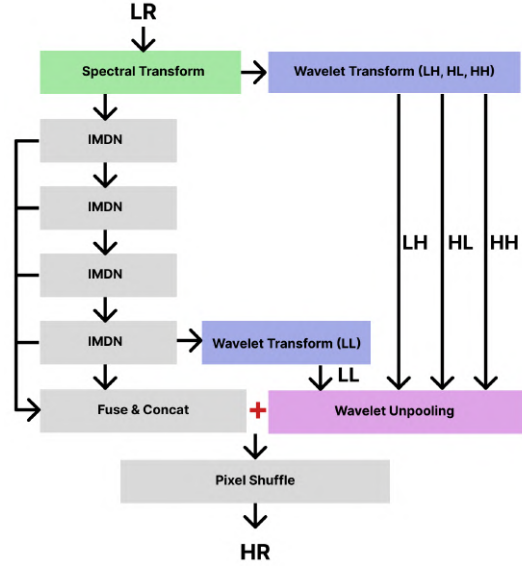 LR
Spectral Transform
Wavelet Transform (LH, HL, HH)
IMDN
IMDN
LH
HL
HH
IMDN
IMDN
Wavelet Transform (LL)
LL
Fuse & Concat
+
Wavelet Unpooling
Pixel Shuffle
HR